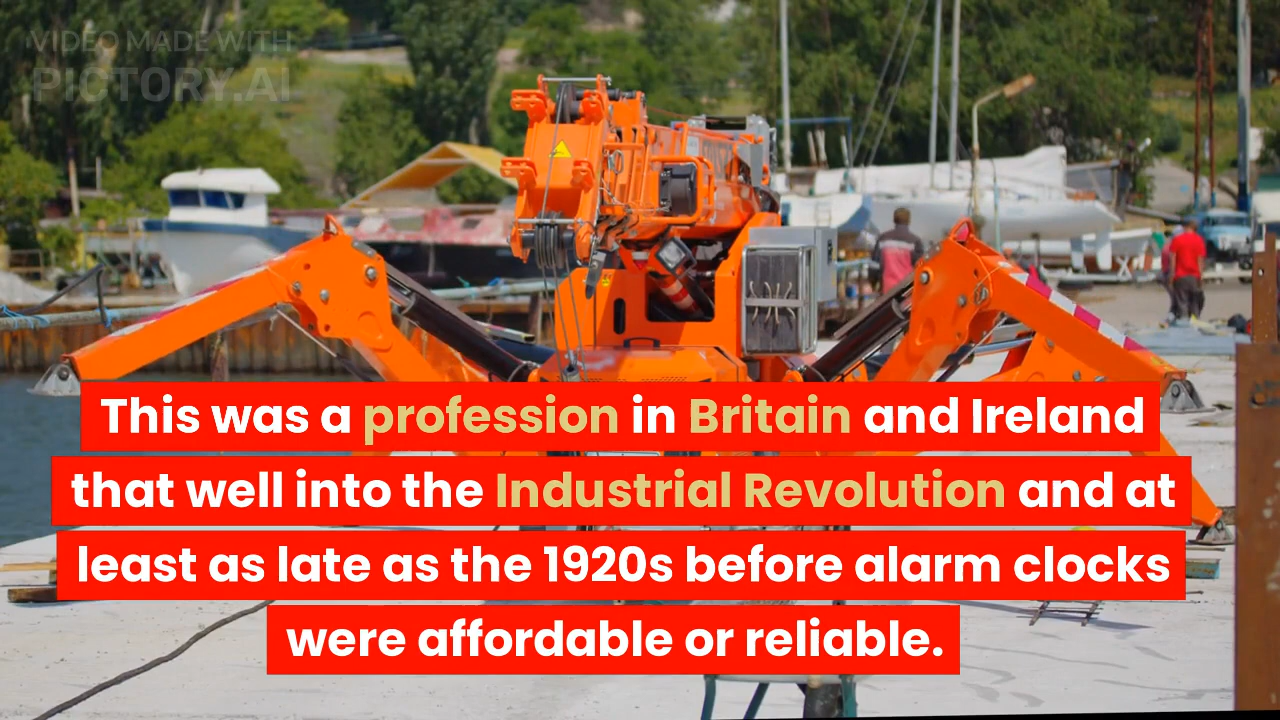 VIDEO MADE WITH
PICTORY.AI
This was a profession in Britain and Ireland
that well into the Industrial Revolution and at
least as late as the 1920s before alarm clocks
were affordable or reliable.